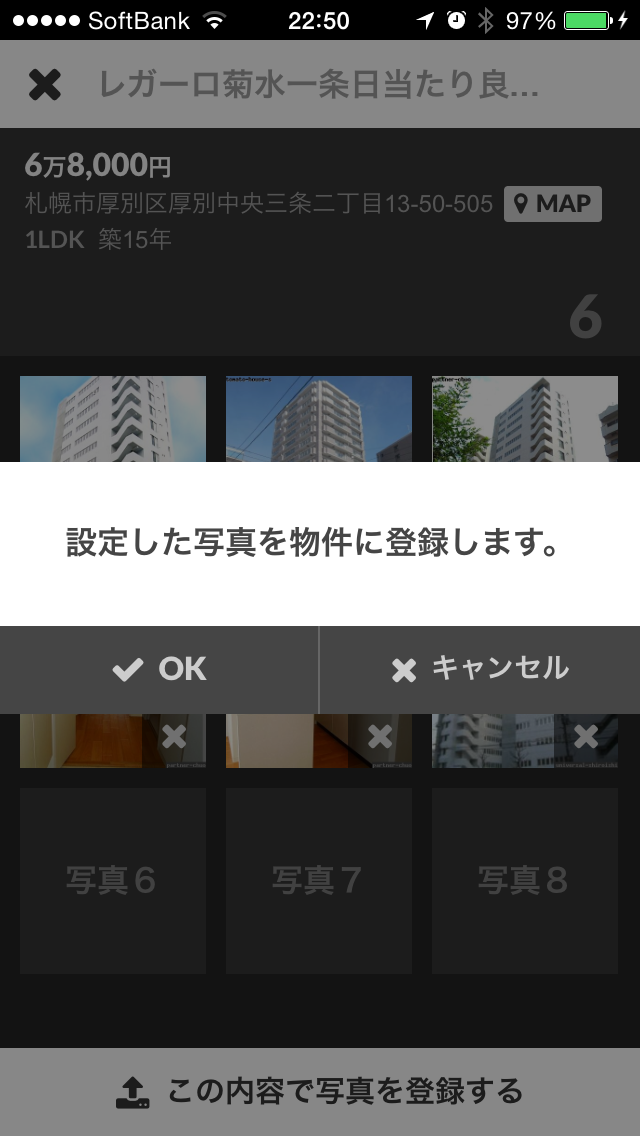 SoftBank 22:50 97%
レガーロ菊水一条日当たり良...
6万8,000円
札幌市厚別区厚別中央三条二丁目13-50-505 MAP
1LDK 築15年
6
設定した写真を物件に登録します。
OK キャンセル
写真6 写真7 写真8
この内容で写真を登録する